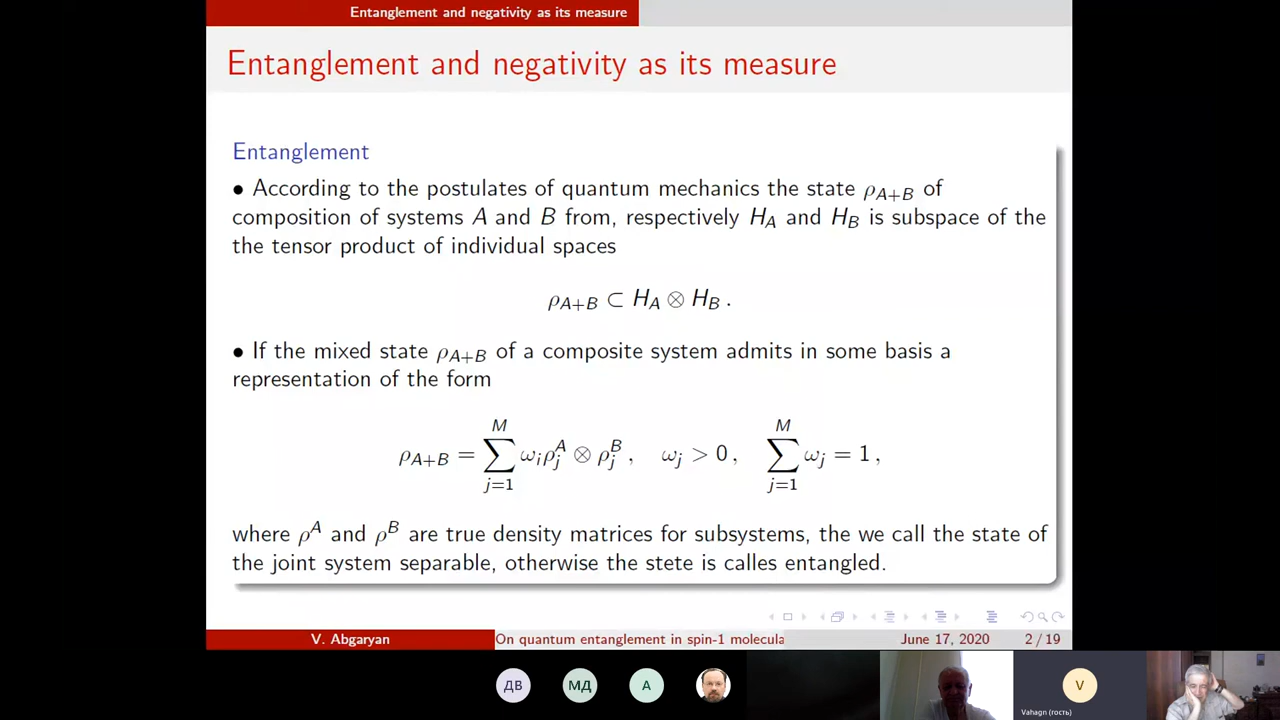 Entanglement and negativity as its measure
Entanglement and negativity as its measure
Entanglement
• According to the postulates of quantum mechanics the state ρ_{A+B} of
composition of systems A and B from, respectively H_A and H_B is subspace of the
the tensor product of individual spaces
ρ_{A+B} ⊂ H_A ⊗ H_B .
• If the mixed state ρ_{A+B} of a composite system admits in some basis a
representation of the form
ρ_{A+B} = ∑_{j=1}^{M} ω_i ρ_j^A ⊗ ρ_j^B , ω_j > 0 , ∑_{j=1}^{M} ω_j = 1 ,
where ρ^A and ρ^B are true density matrices for subsystems, the we call the state of
the joint system separable, otherwise the stete is calles entangled.
V. Abgaryan On quantum entanglement in spin-1 molecula June 17, 2020 2 / 19
ДВ МД А V
Vahagn (гость)